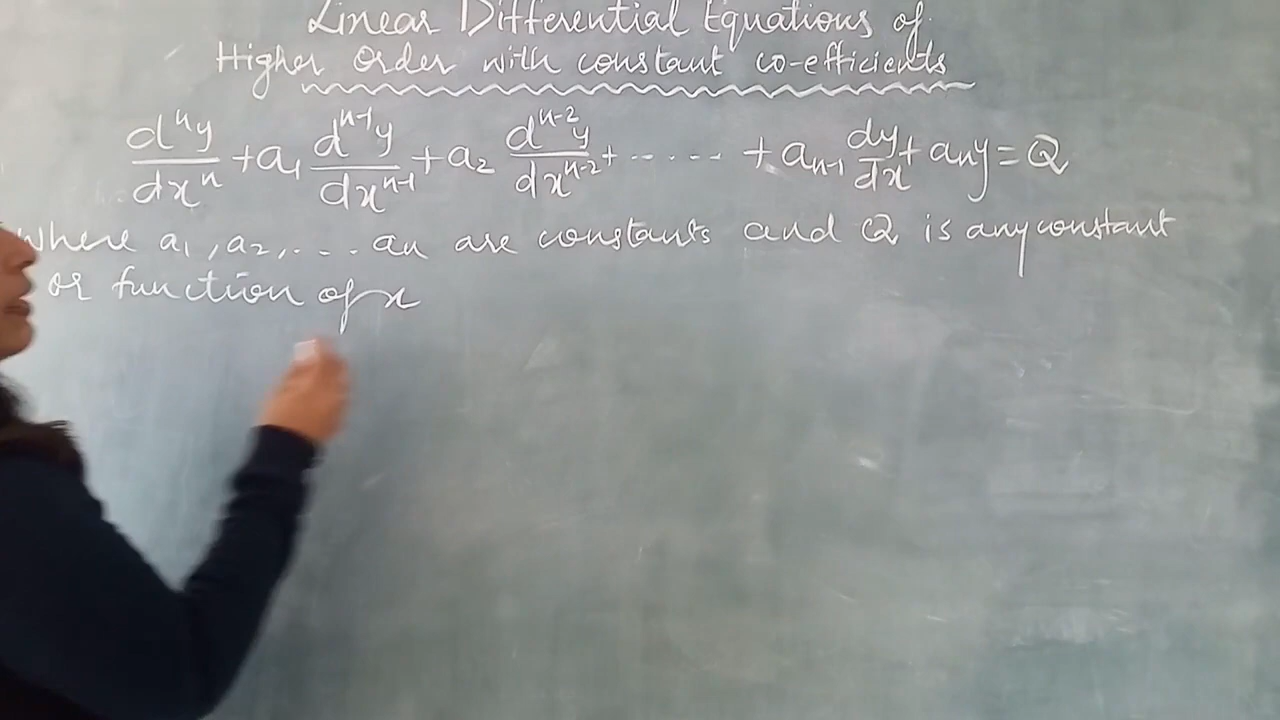 Linear Differential Equations of
Higher Order with constant co-efficients
dⁿy/dxⁿ + a₁ dⁿ⁻¹y/dxⁿ⁻¹ + a₂ dⁿ⁻²y/dxⁿ⁻² + ...... + aₙ₋₁ dy/dx + aₙy = Q
where a₁, a₂, .... aₙ are constants and Q is any constant
or function of x